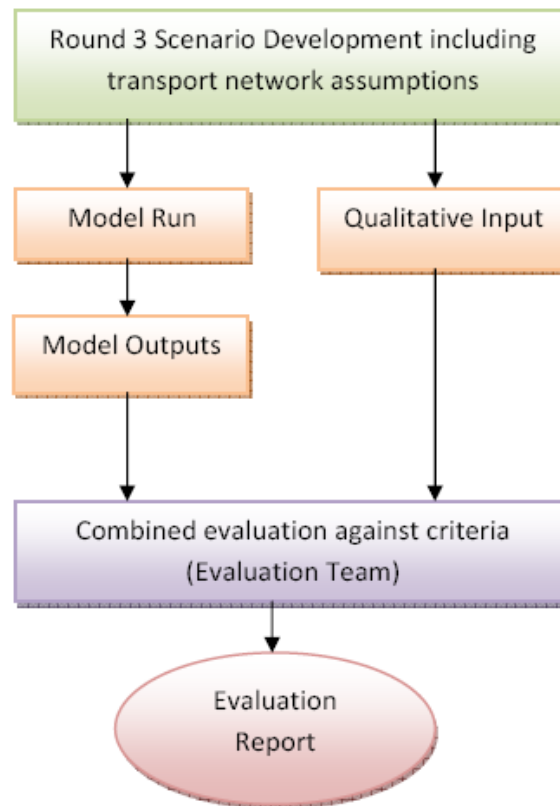 Round 3 Scenario Development including
transport network assumptions
Model Run
Qualitative Input
Model Outputs
Combined evaluation against criteria
(Evaluation Team)
Evaluation
Report